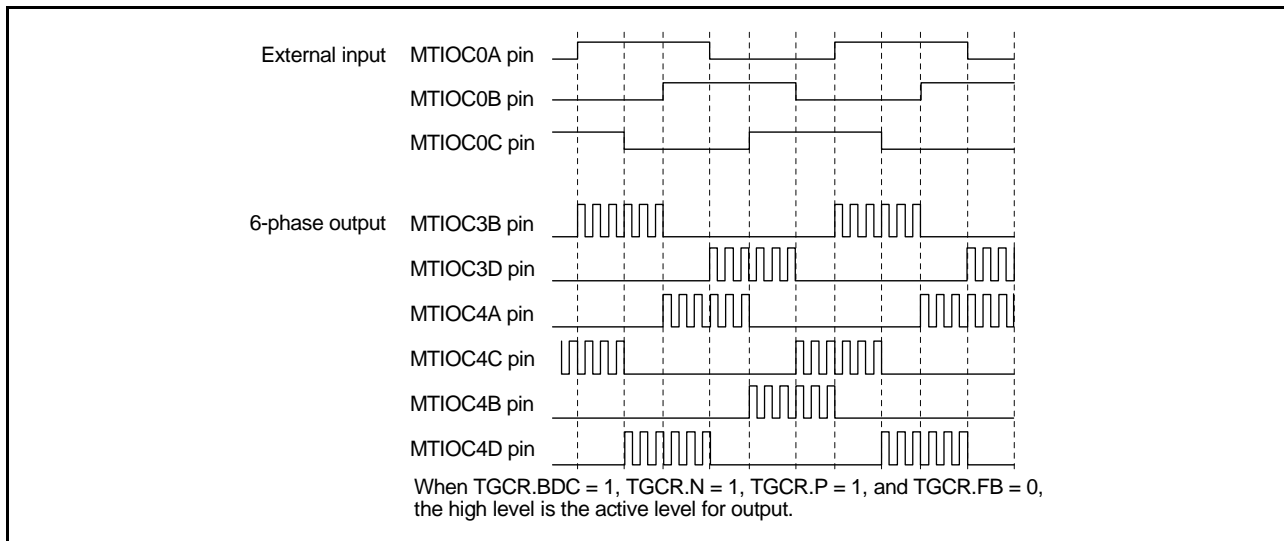 External input MTIOC0A pin
MTIOC0B pin
MTIOC0C pin
6-phase output MTIOC3B pin
MTIOC3D pin
MTIOC4A pin
MTIOC4C pin
MTIOC4B pin
MTIOC4D pin
When TGCR.BDC = 1, TGCR.N = 1, TGCR.P = 1, and TGCR.FB = 0,
the high level is the active level for output.